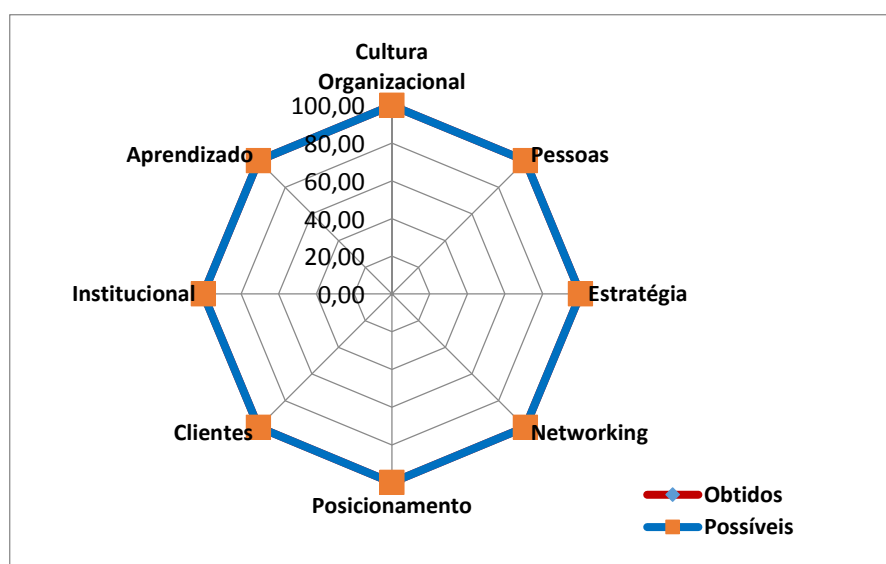 Cultura
Organizacional
100,00
80,00
60,00
40,00
20,00
0,00
Aprendizado
Pessoas
Institucional
Estratégia
Clientes
Networking
Posicionamento
Obtidos
Possíveis